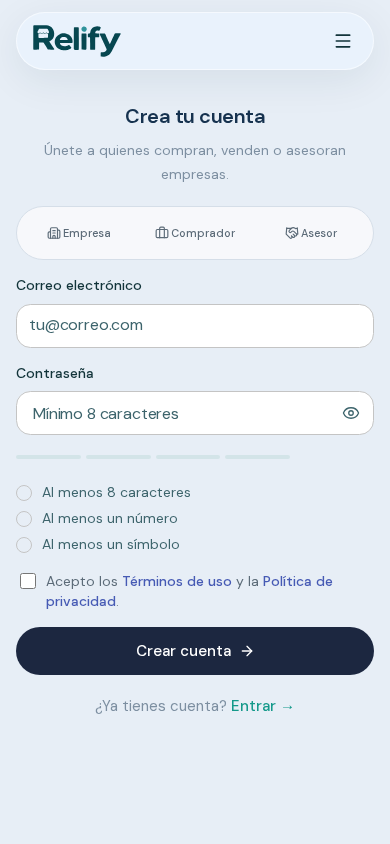 Relify
Crea tu cuenta
Únete a quienes compran, venden o asesoran
empresas.
Empresa
Comprador
Asesor
Correo electrónico
tu@correo.com
Contraseña
Mínimo 8 caracteres
Al menos 8 caracteres
Al menos un número
Al menos un símbolo
Acepto los Términos de uso y la Política de
privacidad.
Crear cuenta →
¿Ya tienes cuenta? Entrar →